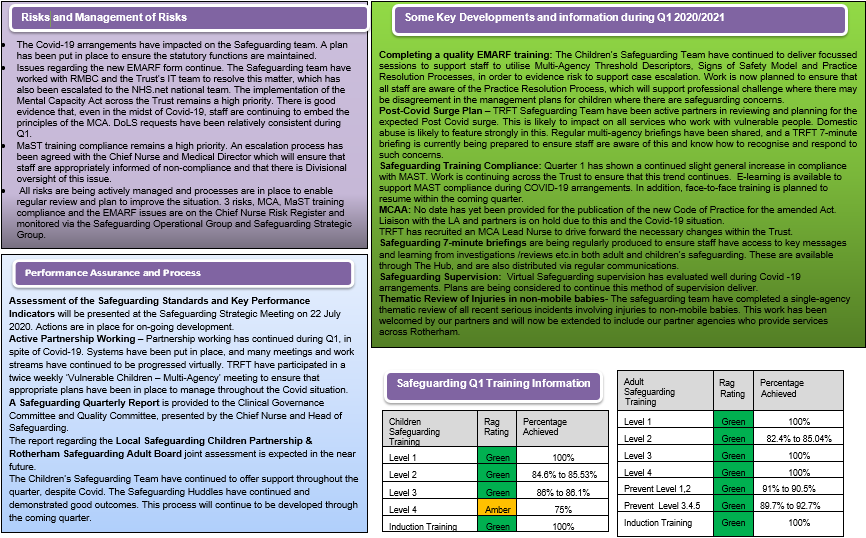 Risks and Management of Risks
The Covid-19 arrangements have impacted on the Safeguarding team. A plan
has been put in place to ensure the statutory functions are maintained.
Issues regarding the new EMARF form continue. The Safeguarding team have
worked with RMBC and the Trust's IT team to resolve this matter, which has
also been escalated to the NHS.net national team. The implementation of the
Mental Capacity Act across the Trust remains a high priority. There is good
evidence that, even in the midst of CoviD, staff are continuing to embed the
principles of the MCA. DoLS requests have been relatively consistent during
Q1.
MaST training compliance remains a high priority. An escalation process has
been agreed with the Chief Nurse and Medical Director which will ensure that
staff are appropriately informed of non-compliance and that there is Divisional
oversight of this issue.
All risks are being actively managed and processes are in place to enable
regular review and plan to improve the situation. 3 risks, MCA, MaST training
compliance and the EMARF issues are on the Chief Nurse Risk Register and
monitored via the Safeguarding Operational Group and Safeguarding Strategic
Group.
Performance Assurance and Process
Assessment of the Safeguarding Standards and Key Performance
Indicators will be presented at the Safeguarding Strategic Meeting on 22 July
2020. Actions are in place for on-going development.
Active Partnership Working – Partnership working has continued during Q1, in
spite of Covid-19. Systems have been put in place, and many meetings and work
streams have continued to be progressed virtually. TRFT have participated in a
twice weekly 'Vulnerable Children – Multi-Agency' meeting to ensure that
appropriate plans have been in place to manage throughout the Covid situation.
A Safeguarding Quarterly Report is provided to the Clinical Governance
Committee and Quality Committee, presented by the Chief Nurse and Head of
Safeguarding.
The report regarding the Local Safeguarding Children Partnership &
Rotherham Safeguarding Adult Board joint assessment is expected in the near
future.
The Children's Safeguarding Team have continued to offer support throughout the
quarter, despite Covid. The Safeguarding Huddles have continued and
demonstrated good outcomes. This process will continue to be developed through
the coming quarter.
Some Key Developments and information during Q1 2020/2021
Completing a quality EMARF training: The Children's Safeguarding Team have continued to deliver focussed
sessions to support staff to utilise Multi-Agency Threshold Descriptors, Signs of Safety Model and Practice
Resolution Processes, in order to evidence risk to support case escalation. Work is now planned to ensure that
all staff are aware of the Practice Resolution Process, which will support professional challenge where there may
be disagreement in the management plans for children where there are safeguarding concerns.
Post-Covid Surge Plan – TRFT Safeguarding Team have been active partners in reviewing and planning for the
expected Post Covid surge. This is likely to impact on all services who work with vulnerable people. Domestic
abuse is likely to feature strongly in this. Regular multi-agency briefings have been shared, and a TRFT 7-minute
briefing is currently being prepared to ensure staff are aware of this and know how to recognise and respond to
such concerns.
Safeguarding Training Compliance: Quarter 1 has shown a continued slight general increase in compliance
with MAST. Work is continuing across the Trust to ensure that this trend continues. E-learning is available to
support MAST compliance during COVID-19 arrangements. In addition, face-to-face training is planned to
resume within the coming quarter.
MCAA: No date has yet been provided for the publication of the new Code of Practice for the amended Act.
Liaison with the LA and partners is on hold due to this and the Covid-19 situation.
TRFT has recruited an MCA Lead Nurse to drive forward the necessary changes within the Trust.
Safeguarding 7-minute briefings are being regularly produced to ensure staff have access to key messages
and learning from investigations /reviews etc.in both adult and children's safeguarding. These are available
through The Hub, and are also distributed via regular communications.
Safeguarding Supervision: Virtual Safeguarding supervision has evaluated well during Covid -19
arrangements. Plans are being considered to continue this method of supervision deliver.
Thematic Review of Injuries in non-mobile babies- The safeguarding team have completed a single-agency
thematic review of all recent serious incidents involving injuries to non-mobile babies. This work has been
welcomed by our partners and will now be extended to include our partner agencies who provide services
across Rotherham.
Safeguarding Q1 Training Information
Children Safeguarding Training Rag Rating Percentage Achieved
Level 1 Green 100%
Level 2 Green 84.6% to 85.53%
Level 3 Green 86% to 86.1%
Level 4 Amber 75%
Induction Training Green 100%
Adult Safeguarding Training Rag Rating Percentage Achieved
Level 1 Green 100%
Level 2 Green 82.4% to 85.04%
Level 3 Green 100%
Level 4 Green 100%
Prevent Level 1,2 Green 91% to 90.5%
Prevent Level 3.4.5 Green 89.7% to 92.7%
Induction Training Green 100%